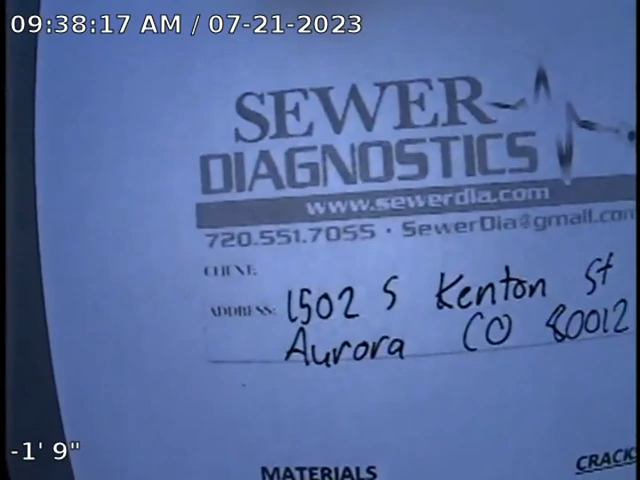 09:38:17 AM / 07-21-2023
SEWER
DIAGNOSTICS
www.sewerdia.com
720.551.7055 · SewerDia@gmail.com
CLIENT:
ADDRESS: 1502 S Kenton St
Aurora CO 80012
-1' 9"
MATERIALS
CRACK